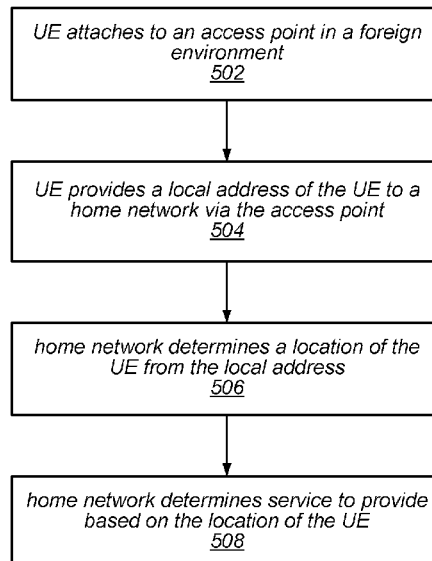 UE attaches to an access point in a foreign
environment
502
UE provides a local address of the UE to a
home network via the access point
504
home network determines a location of the
UE from the local address
506
home network determines service to provide
based on the location of the UE
508